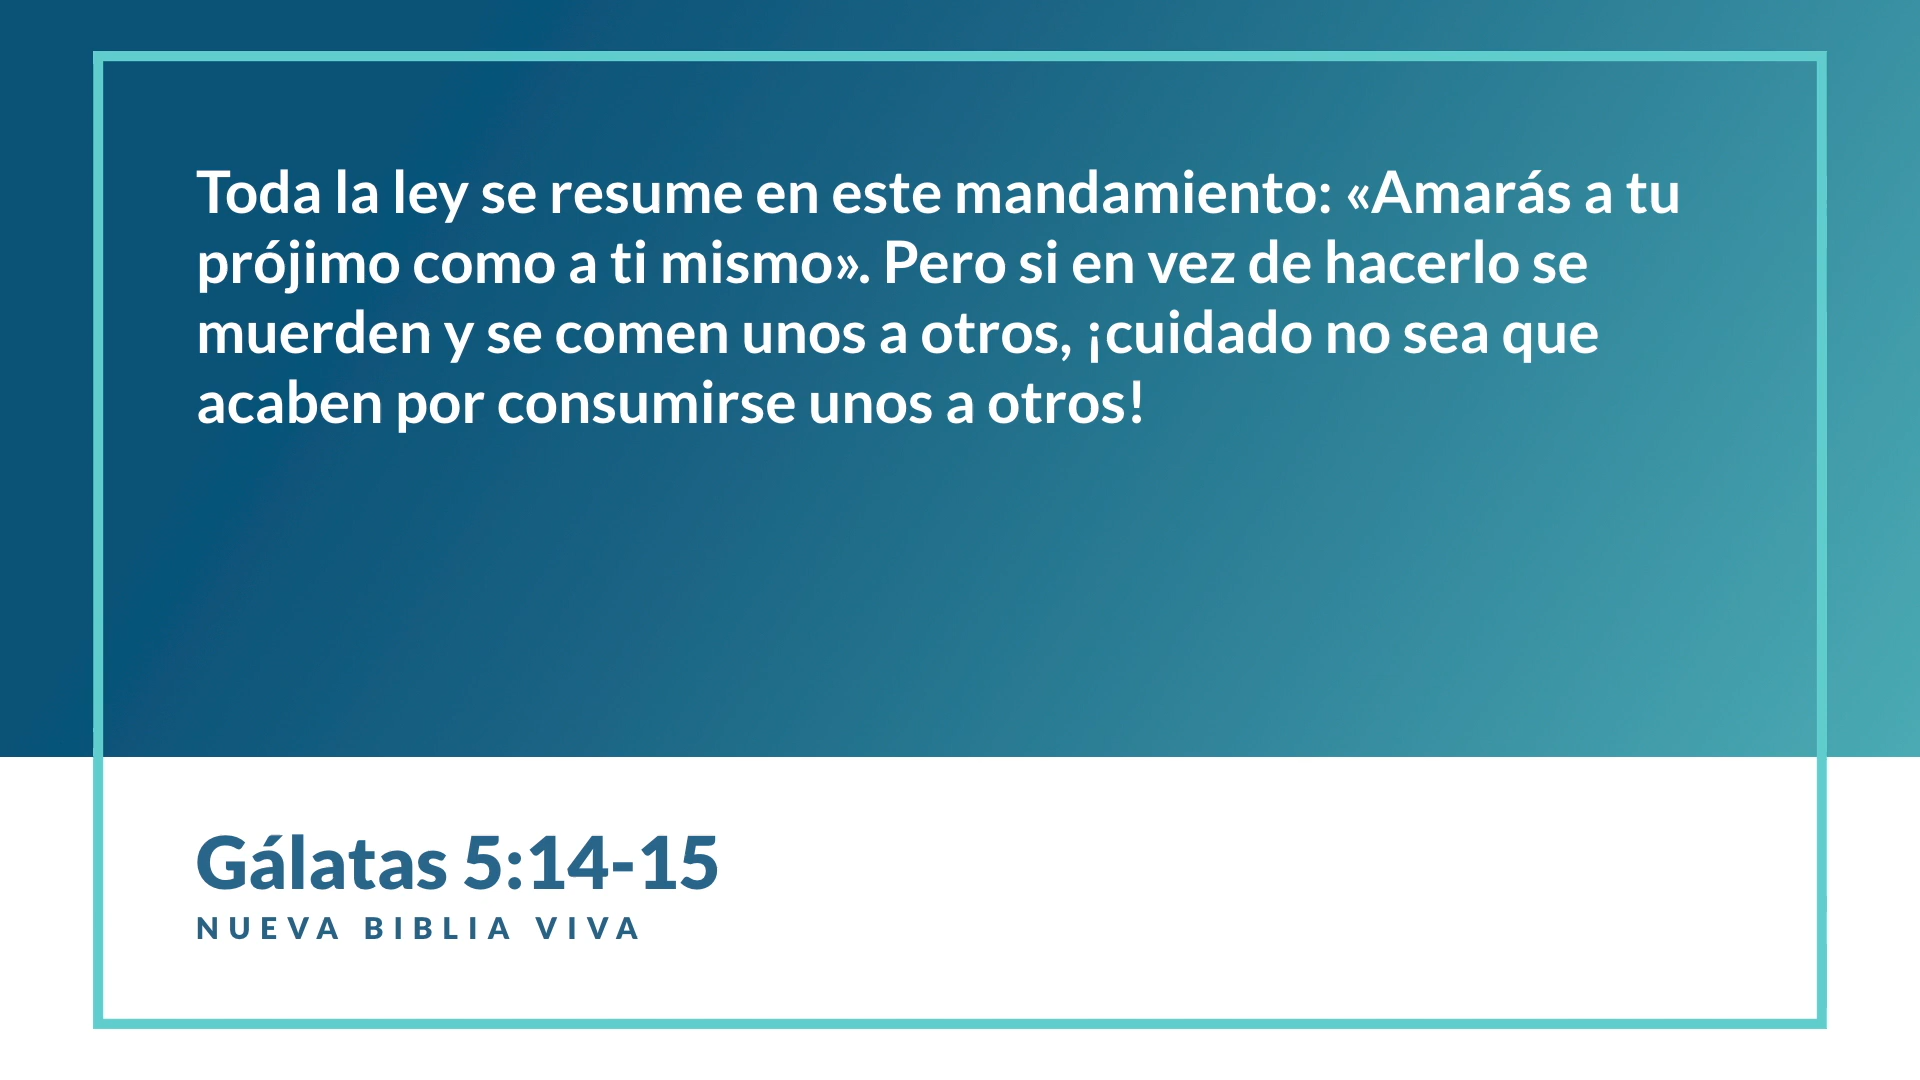 Toda la ley se resume en este mandamiento: «Amarás a tu
prójimo como a ti mismo». Pero si en vez de hacerlo se
muerden y se comen unos a otros, ¡cuidado no sea que
acaben por consumirse unos a otros!
Gálatas 5:14-15
NUEVA BIBLIA VIVA